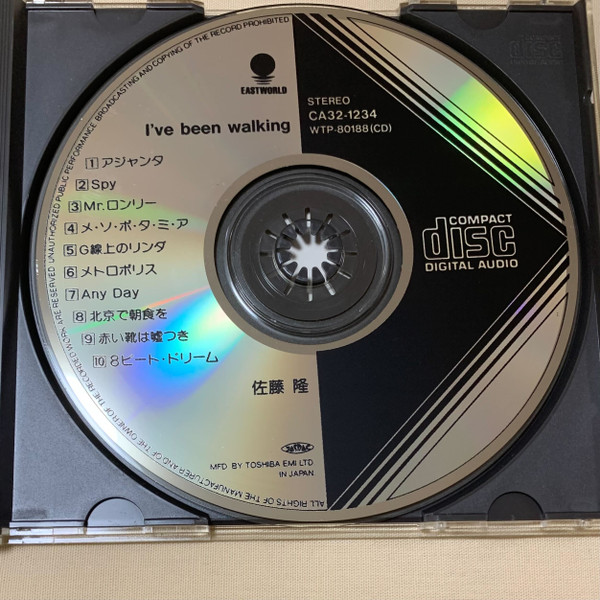 EASTWORLD
I've been walking
STEREO
CA32-1234
WTP-80188(CD)
1 アジャンタ
2 Spy
3 Mr.ロンリー
4 メ・ソ・ポ・タ・ミ・ア
5 G線上のリンダ
6 メトロポリス
7 Any Day
8 北京で朝食を
9 赤い靴は嘘つき
10 8ビート・ドリーム
佐藤 隆
MFD BY TOSHIBA EMI LTD
IN JAPAN
COMPACT
disc
DIGITAL AUDIO
ALL RIGHTS OF THE MANUFACTURER AND OF THE OWNER OF THE RECORDED WORK ARE RESERVED UNAUTHORIZED PUBLIC PERFORMANCE BROADCASTING AND COPYING OF THE RECORD PROHIBITED
disc